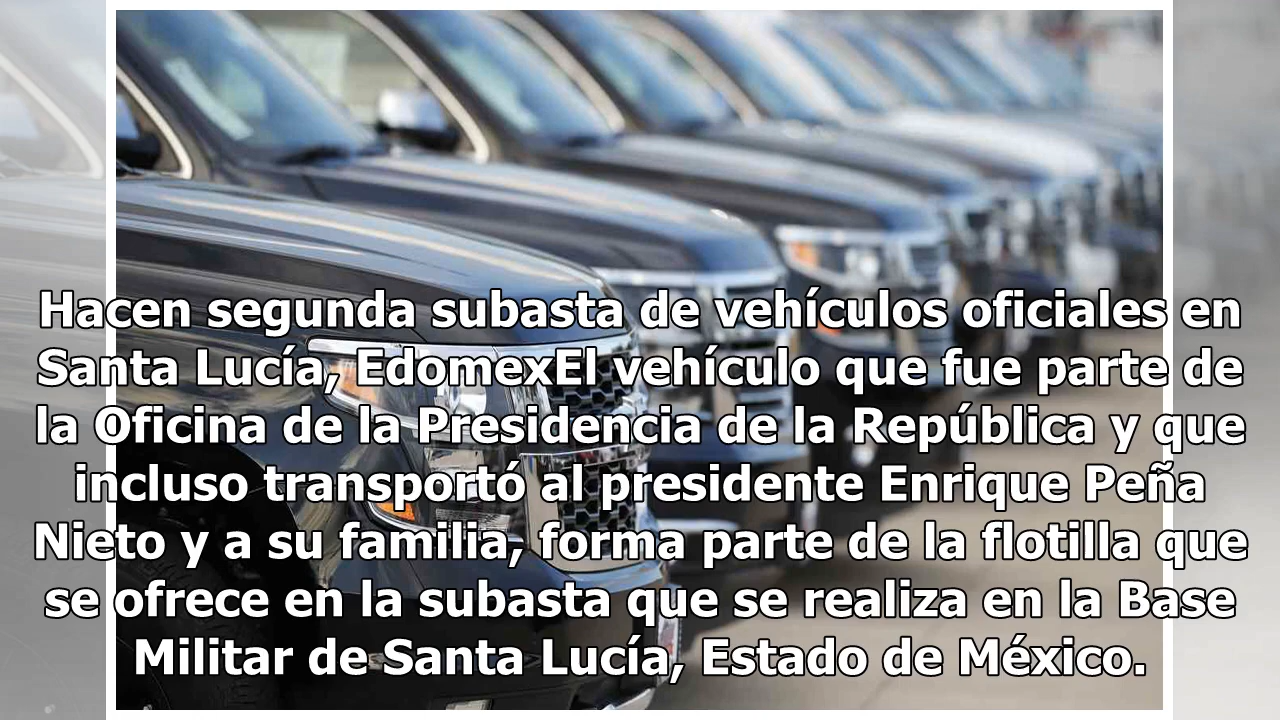 Hacen segunda subasta de vehículos oficiales en
Santa Lucía, EdomexEl vehículo que fue parte de
la Oficina de la Presidencia de la República y que
incluso transportó al presidente Enrique Peña
Nieto y a su familia, forma parte de la flotilla que
se ofrece en la subasta que se realiza en la Base
Militar de Santa Lucía, Estado de México.